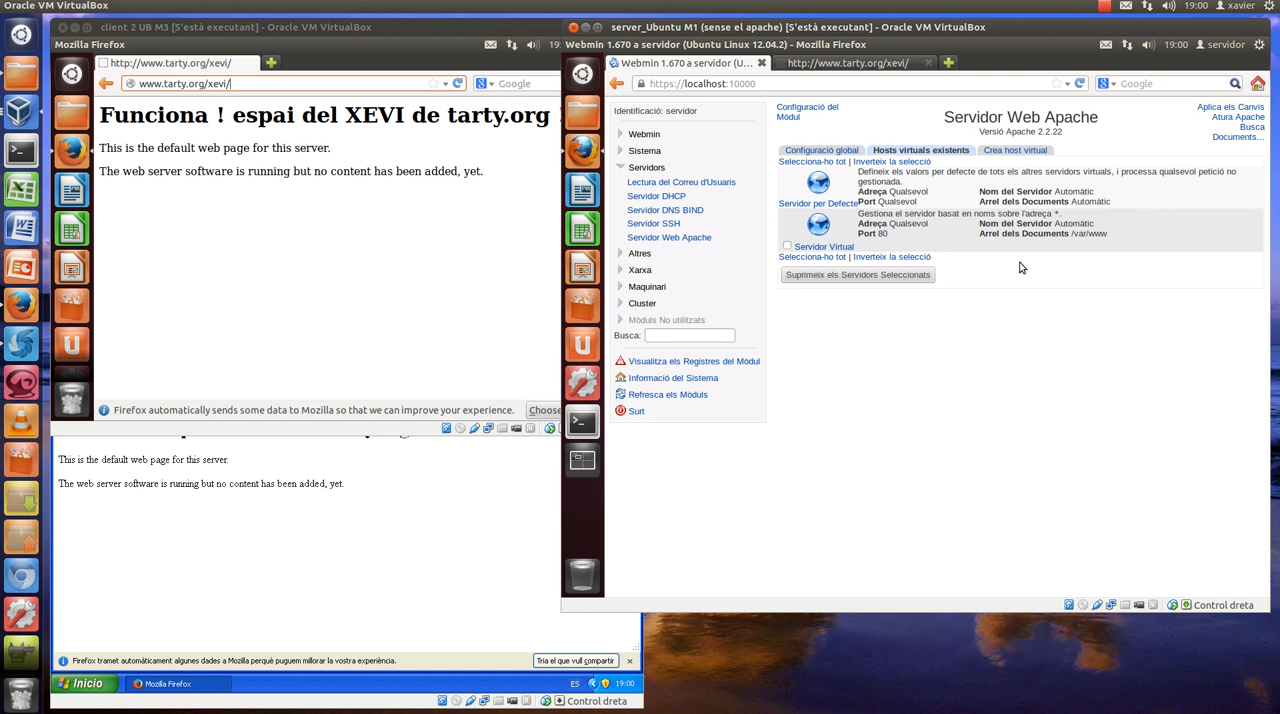 Oracle VM VirtualBox
19:00 xavier
client 2 UB M3 [S'està executant] - Oracle VM VirtualBox
Mozilla Firefox
19:
http://www.tarty.org/xevi/
www.tarty.org/xevi/
Google
Funciona ! espai del XEVI de tarty.org
This is the default web page for this server.
The web server software is running but no content has been added, yet.
Firefox automatically sends some data to Mozilla so that we can improve your experience.
Choose
This is the default web page for this server.
The web server software is running but no content has been added, yet.
Firefox tramet automàticament algunes dades a Mozilla perquè puguem millorar la vostra experiència.
Tria el que vull compartir
Inicio
Mozilla Firefox
ES
19:00
Control dreta
server_Ubuntu M1 (sense el apache) [S'està executant] - Oracle VM VirtualBox
Webmin 1.670 a servidor (Ubuntu Linux 12.04.2) - Mozilla Firefox
19:00 servidor
Webmin 1.670 a servidor (U...
http://www.tarty.org/xevi/
https://localhost:10000
Google
Identificació: servidor
Webmin
Sistema
Servidors
Lectura del Correu d'Usuaris
Servidor DHCP
Servidor DNS BIND
Servidor SSH
Servidor Web Apache
Altres
Xarxa
Maquinari
Cluster
Mòduls No utilitzats
Busca:
Visualitza els Registres del Mòdul
Informació del Sistema
Refresca els Mòduls
Surt
Configuració del
Mòdul
Servidor Web Apache
Versió Apache 2.2.22
Aplica els Canvis
Atura Apache
Busca
Documents...
Configuració global
Hosts virtuals existents
Crea host virtual
Selecciona-ho tot | Inverteix la selecció
Defineix els valors per defecte de tots els altres servidors virtuals, i processa qualsevol petició no
gestionada.
Adreça Qualsevol
Nom del Servidor Automàtic
Port Qualsevol
Arrel dels Documents Automàtic
Servidor per Defecte
Gestiona el servidor basat en noms sobre l'adreça *.
Adreça Qualsevol
Nom del Servidor Automàtic
Port 80
Arrel dels Documents /var/www
Servidor Virtual
Selecciona-ho tot | Inverteix la selecció
Suprimeix els Servidors Seleccionats
Control dreta